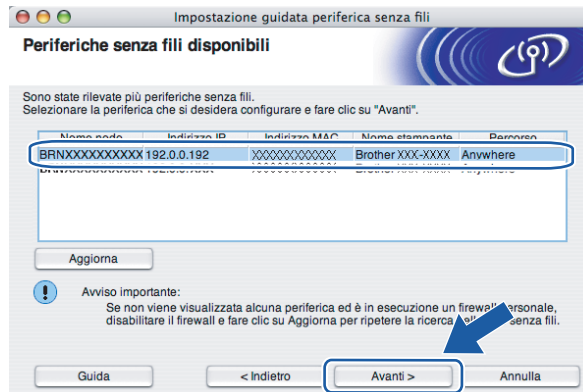 Impostazione guidata periferica senza fili
Periferiche senza fili disponibili
Sono state rilevate più periferiche senza fili.
Selezionare la periferica che si desidera configurare e fare clic su "Avanti".
Nome nodo Indirizzo IP Indirizzo MAC Nome stampante Percorso
BRNXXXXXXXXXX 192.0.0.192 XXXXXXXXXXXX Brother XXX-XXXX Anywhere
Aggiorna
Avviso importante:
Se non viene visualizzata alcuna periferica ed è in esecuzione un firewall personale,
disabilitare il firewall e fare clic su Aggiorna per ripetere la ricerca senza fili.
Guida < Indietro Avanti > Annulla